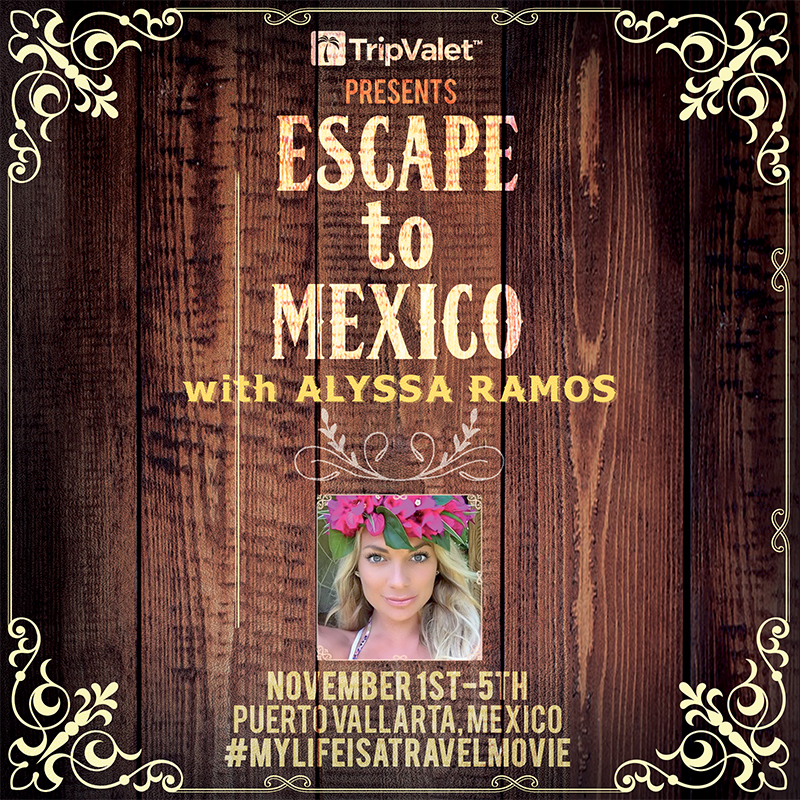 TripValet™
PRESENTS
ESCAPE
to
MEXICO
with ALYSSA RAMOS
NOVEMBER 1ST-5TH
PUERTO VALLARTA, MEXICO
#MYLIFEISATRAVELMOVIE